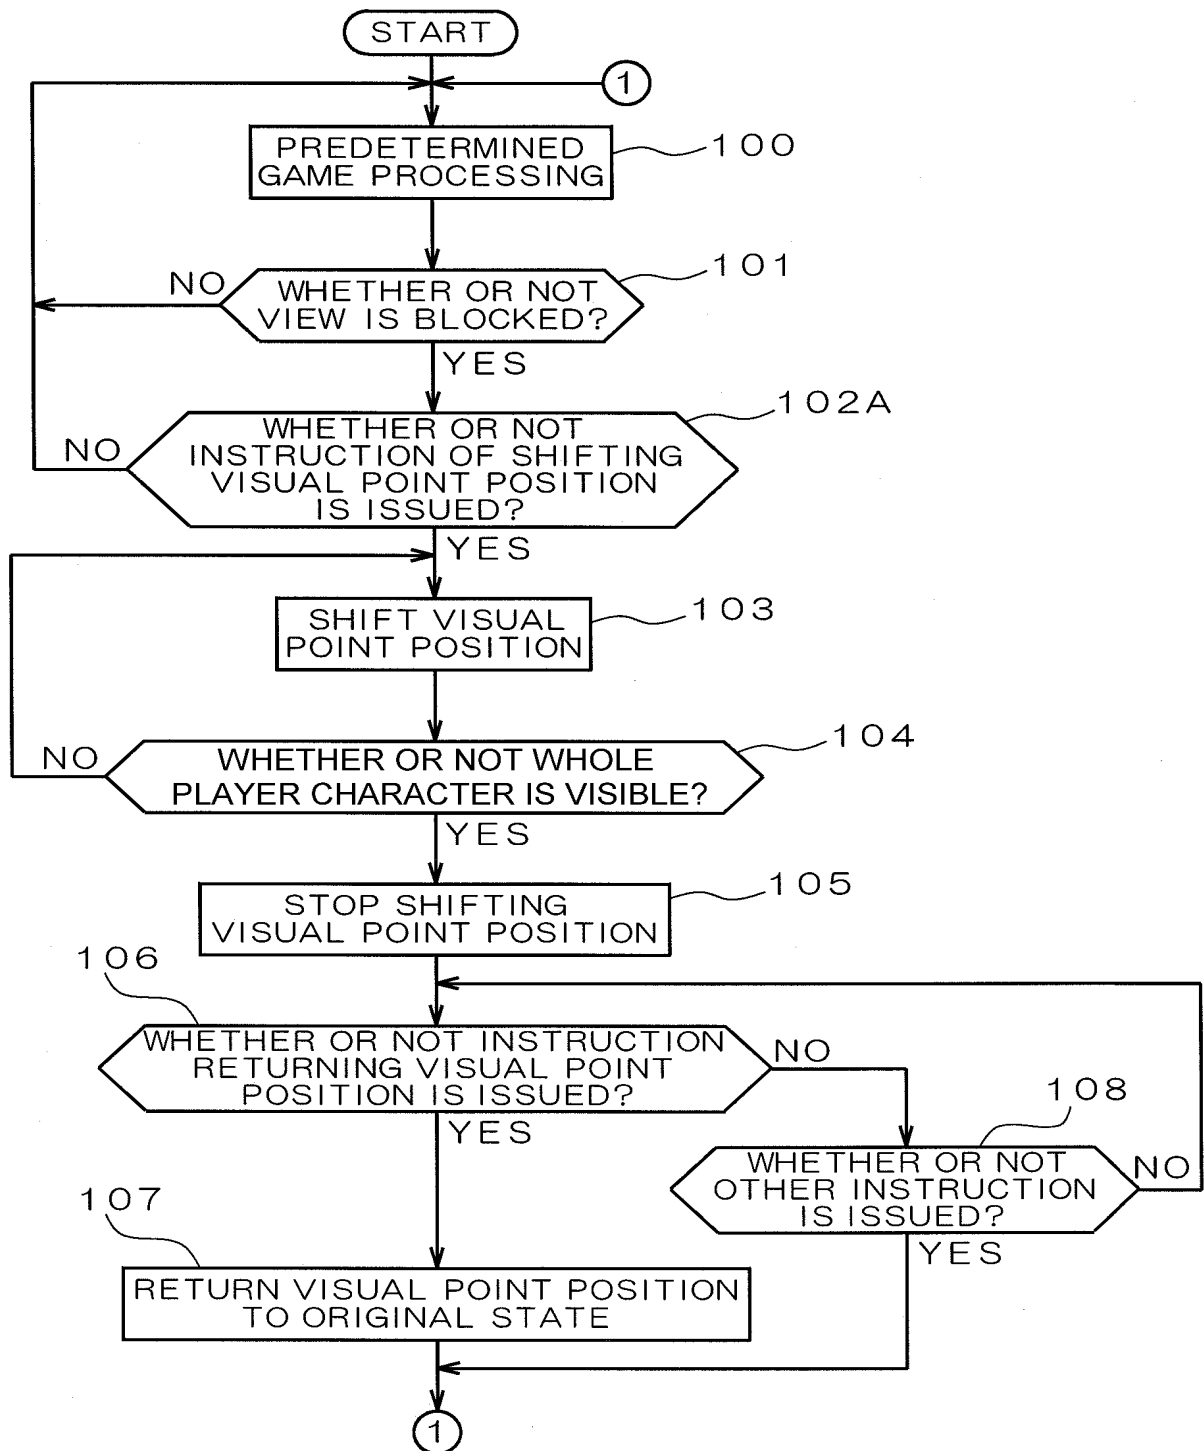 START
1
PREDETERMINED
GAME PROCESSING
100
101
NO
WHETHER OR NOT
VIEW IS BLOCKED?
YES
102A
NO
WHETHER OR NOT
INSTRUCTION OF SHIFTING
VISUAL POINT POSITION
IS ISSUED?
YES
SHIFT VISUAL
POINT POSITION
103
104
NO
WHETHER OR NOT WHOLE
PLAYER CHARACTER IS VISIBLE?
YES
105
STOP SHIFTING
VISUAL POINT POSITION
106
WHETHER OR NOT INSTRUCTION
RETURNING VISUAL POINT
POSITION IS ISSUED?
NO
YES
108
WHETHER OR NOT
OTHER INSTRUCTION
IS ISSUED?
NO
YES
107
RETURN VISUAL POINT POSITION
TO ORIGINAL STATE
1